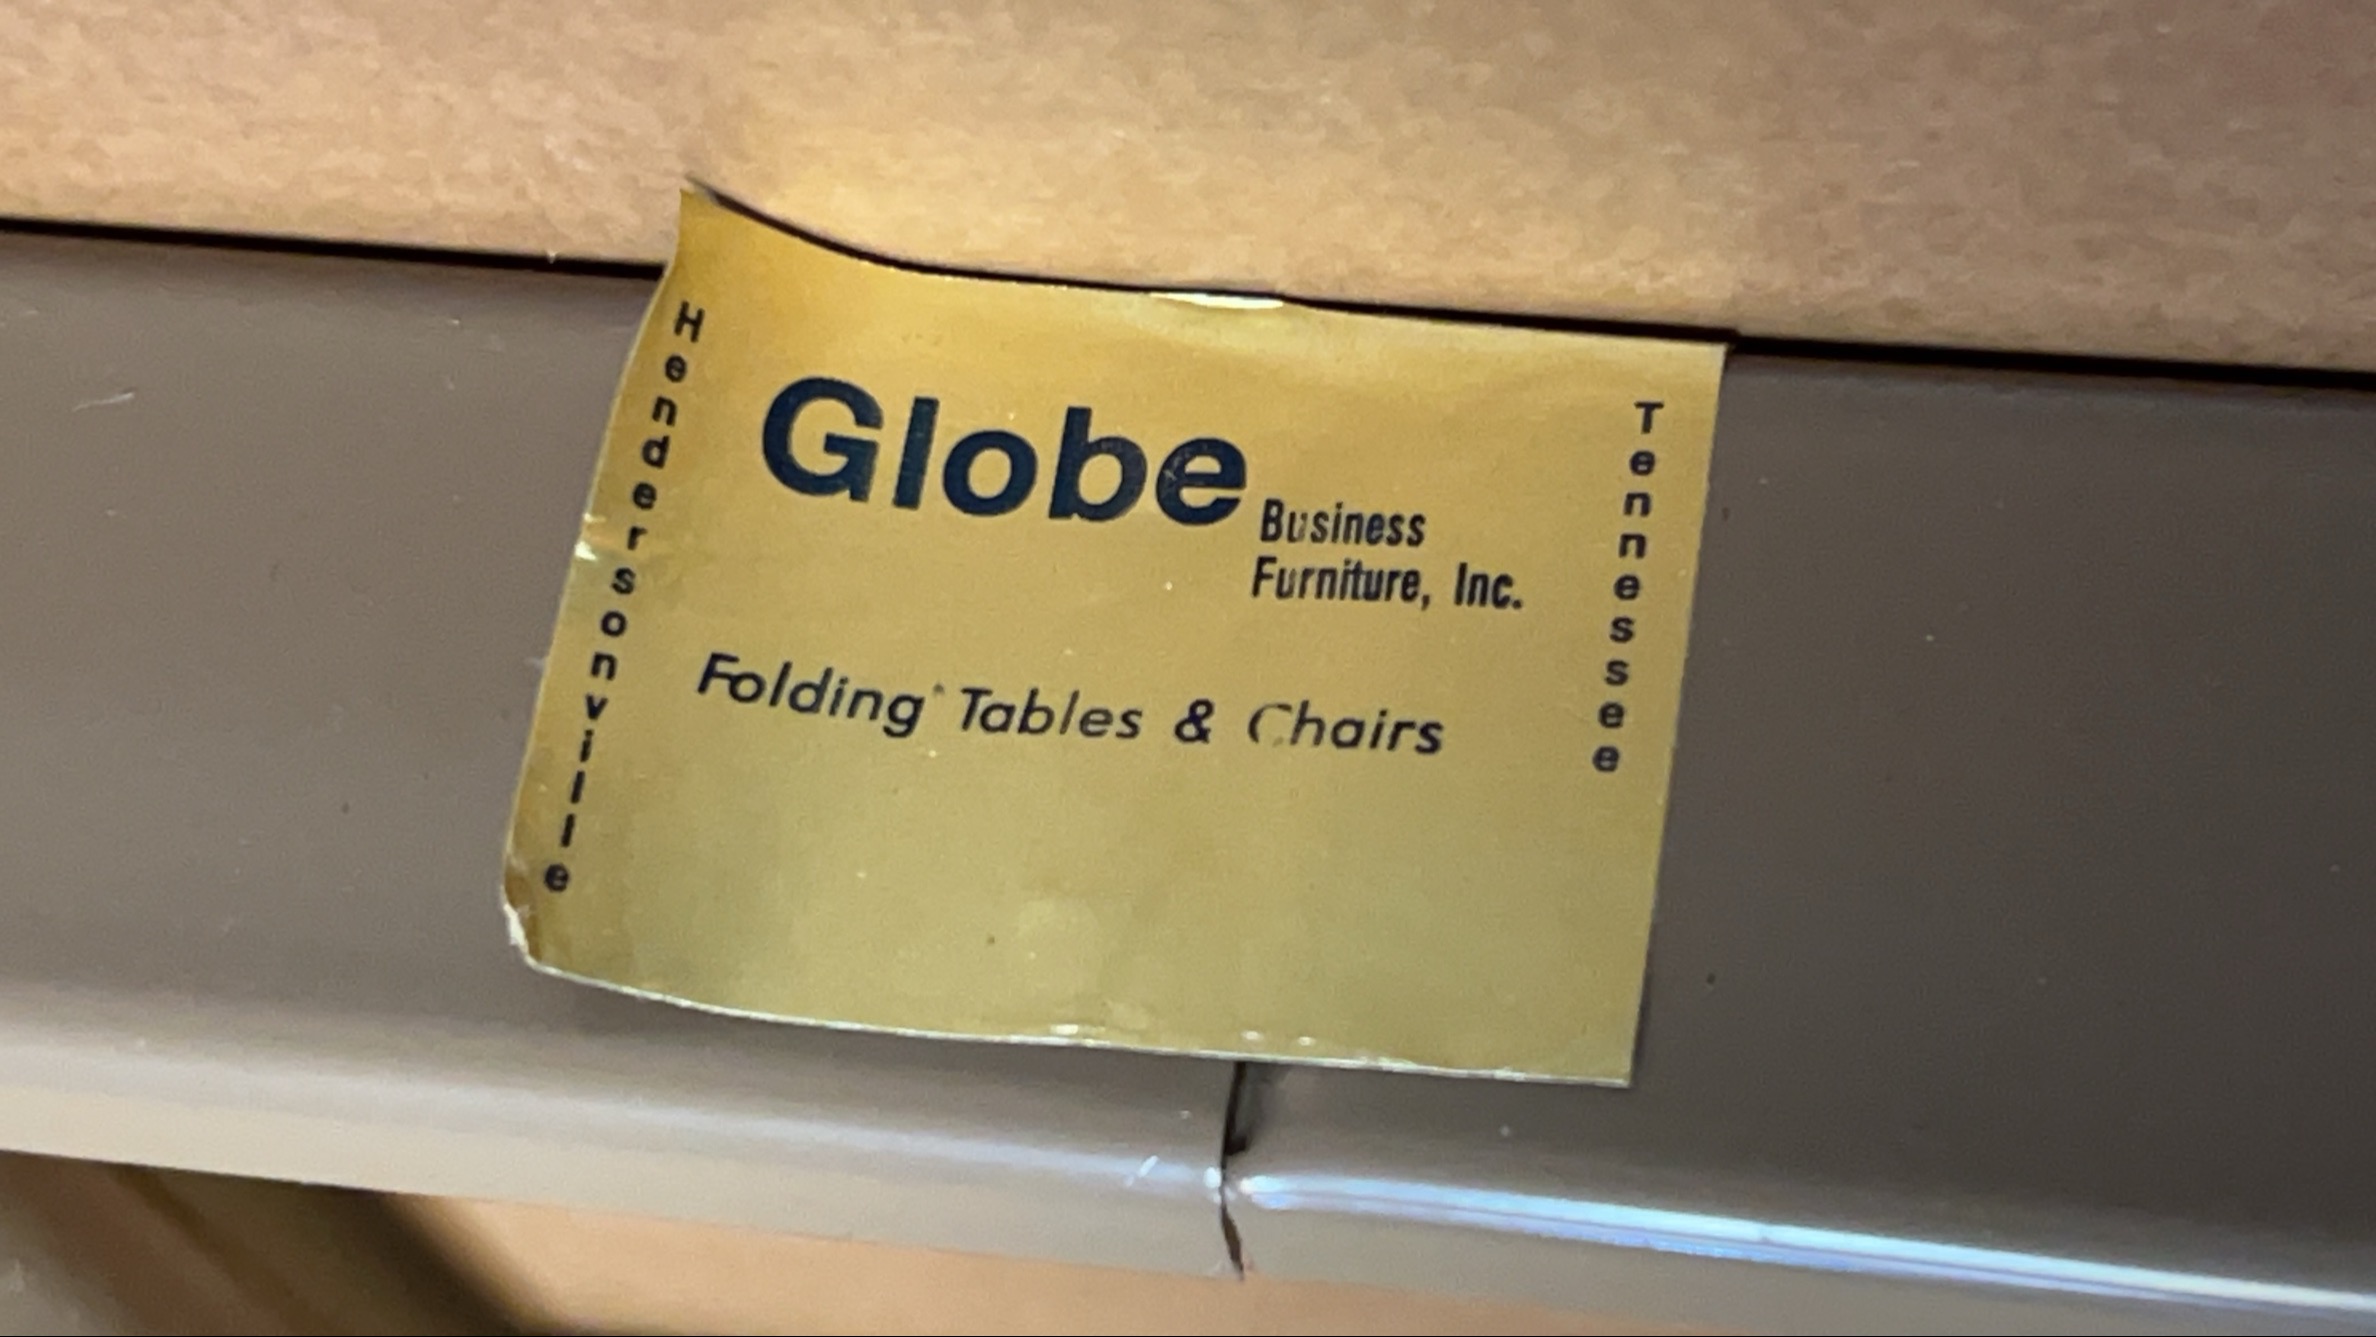 Hendersonville
Globe
Business
Furniture, Inc.
Folding Tables & Chairs
Tennessee